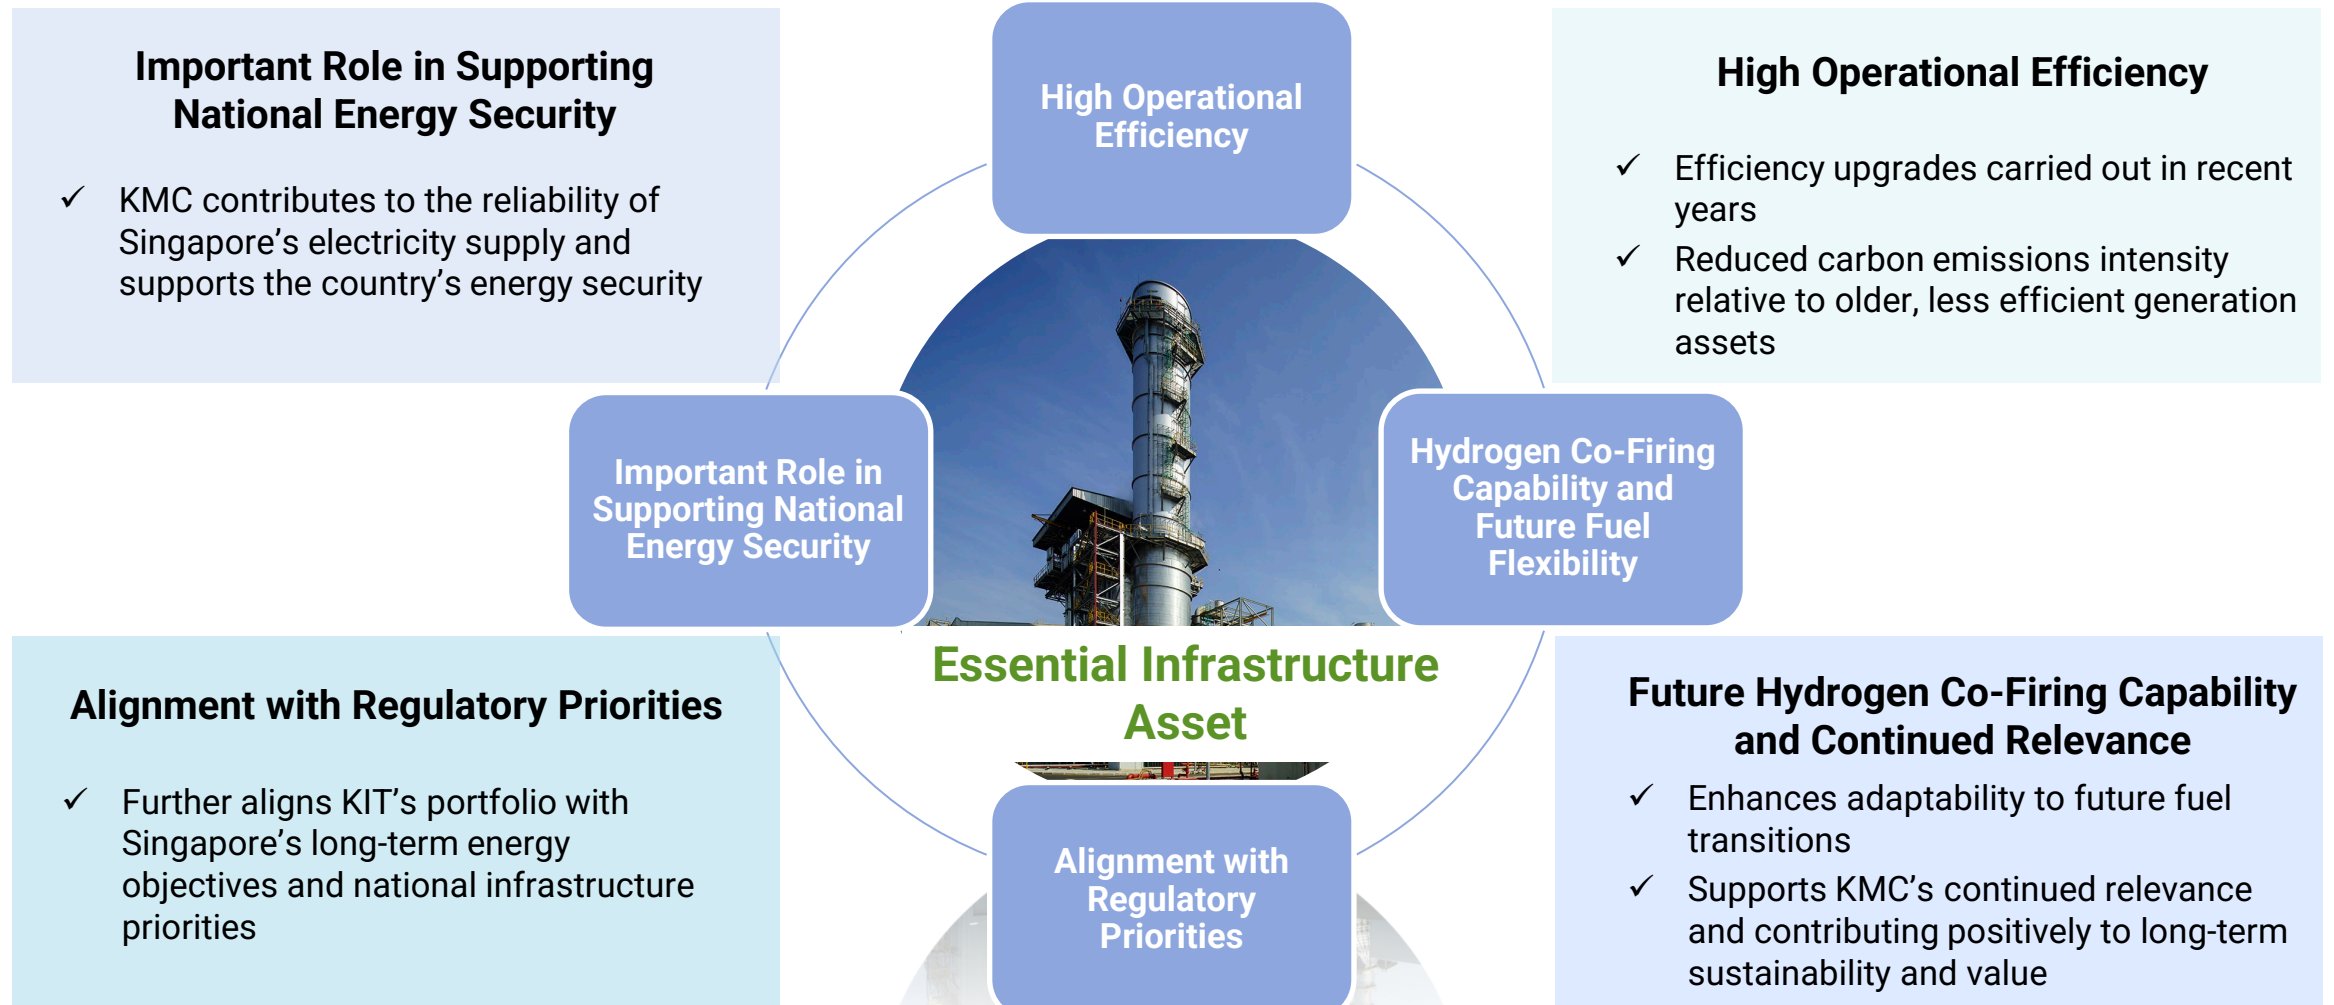 Important Role in Supporting
National Energy Security
✓ KMC contributes to the reliability of
Singapore’s electricity supply and
supports the country’s energy security
High Operational
Efficiency
High Operational Efficiency
✓ Efficiency upgrades carried out in recent
years
✓ Reduced carbon emissions intensity
relative to older, less efficient generation
assets
Important Role in
Supporting National
Energy Security
Hydrogen Co-Firing
Capability and
Future Fuel
Flexibility
Essential Infrastructure
Asset
Alignment with Regulatory Priorities
✓ Further aligns KIT’s portfolio with
Singapore’s long-term energy
objectives and national infrastructure
priorities
Alignment with
Regulatory
Priorities
Future Hydrogen Co-Firing Capability
and Continued Relevance
✓ Enhances adaptability to future fuel
transitions
✓ Supports KMC’s continued relevance
and contributing positively to long-term
sustainability and value